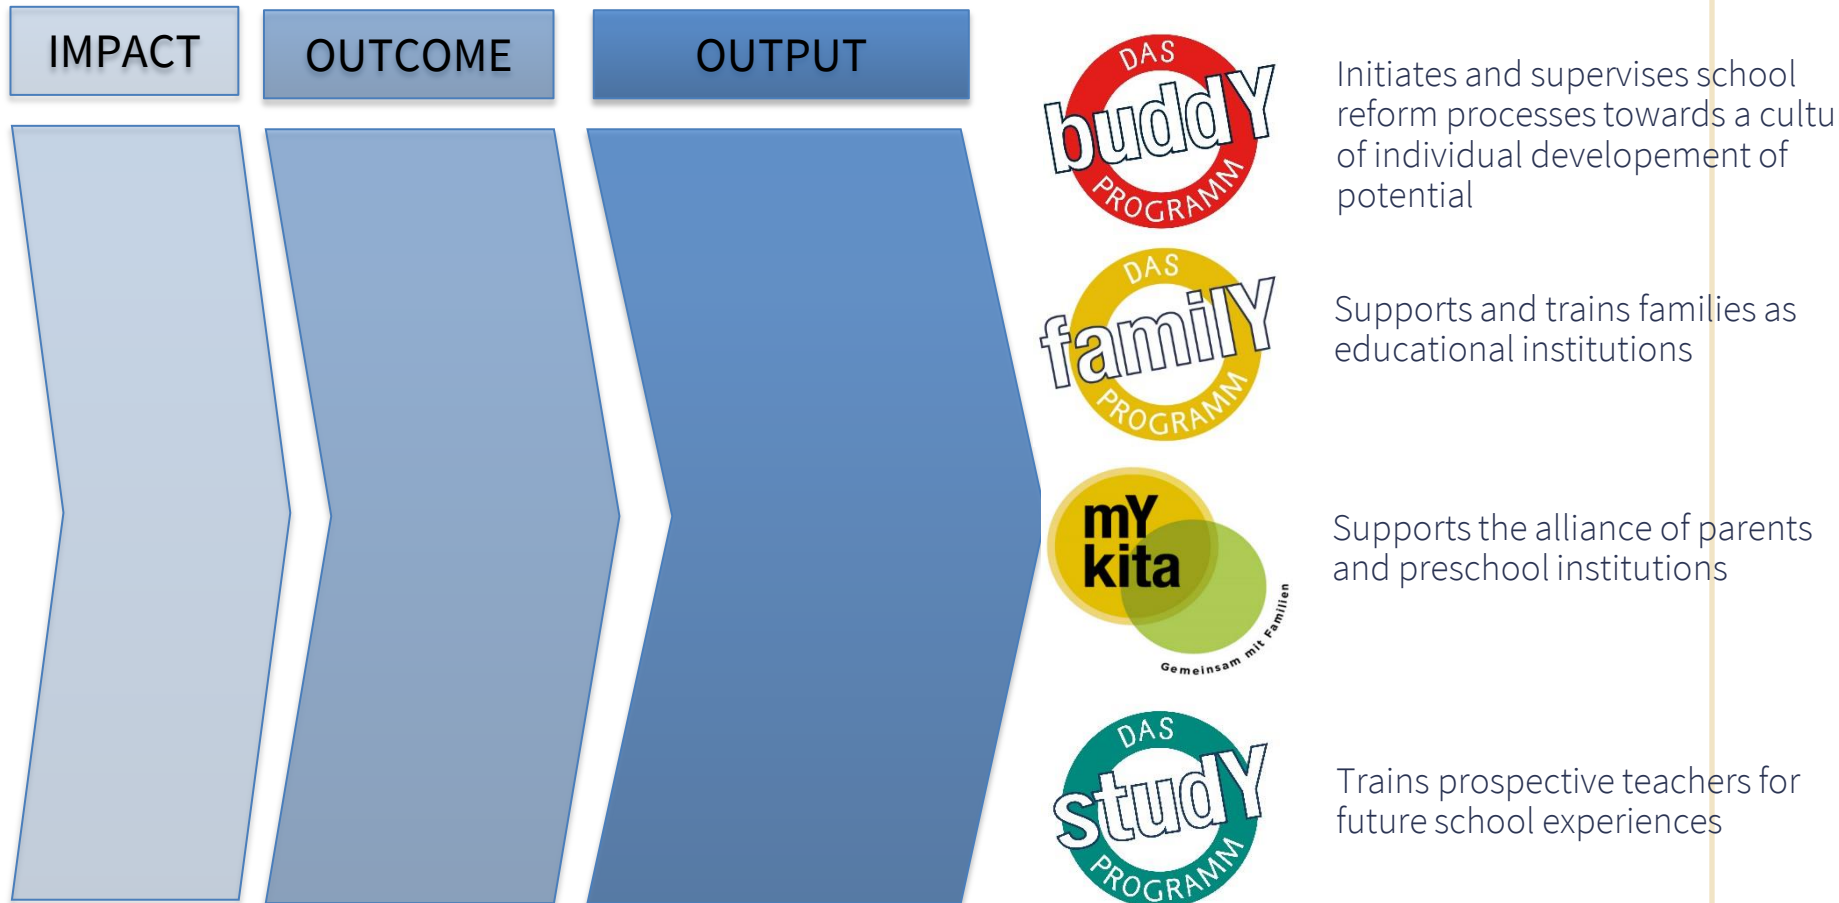 IMPACT
OUTCOME
OUTPUT
DAS
buddY
PROGRAMM
Initiates and supervises school
reform processes towards a cultu
of individual developement of
potential
DAS
familY
PROGRAMM
Supports and trains families as
educational institutions
mY
kita
Gemeinsam mit Familien
Supports the alliance of parents
and preschool institutions
DAS
studY
PROGRAMM
Trains prospective teachers for
future school experiences